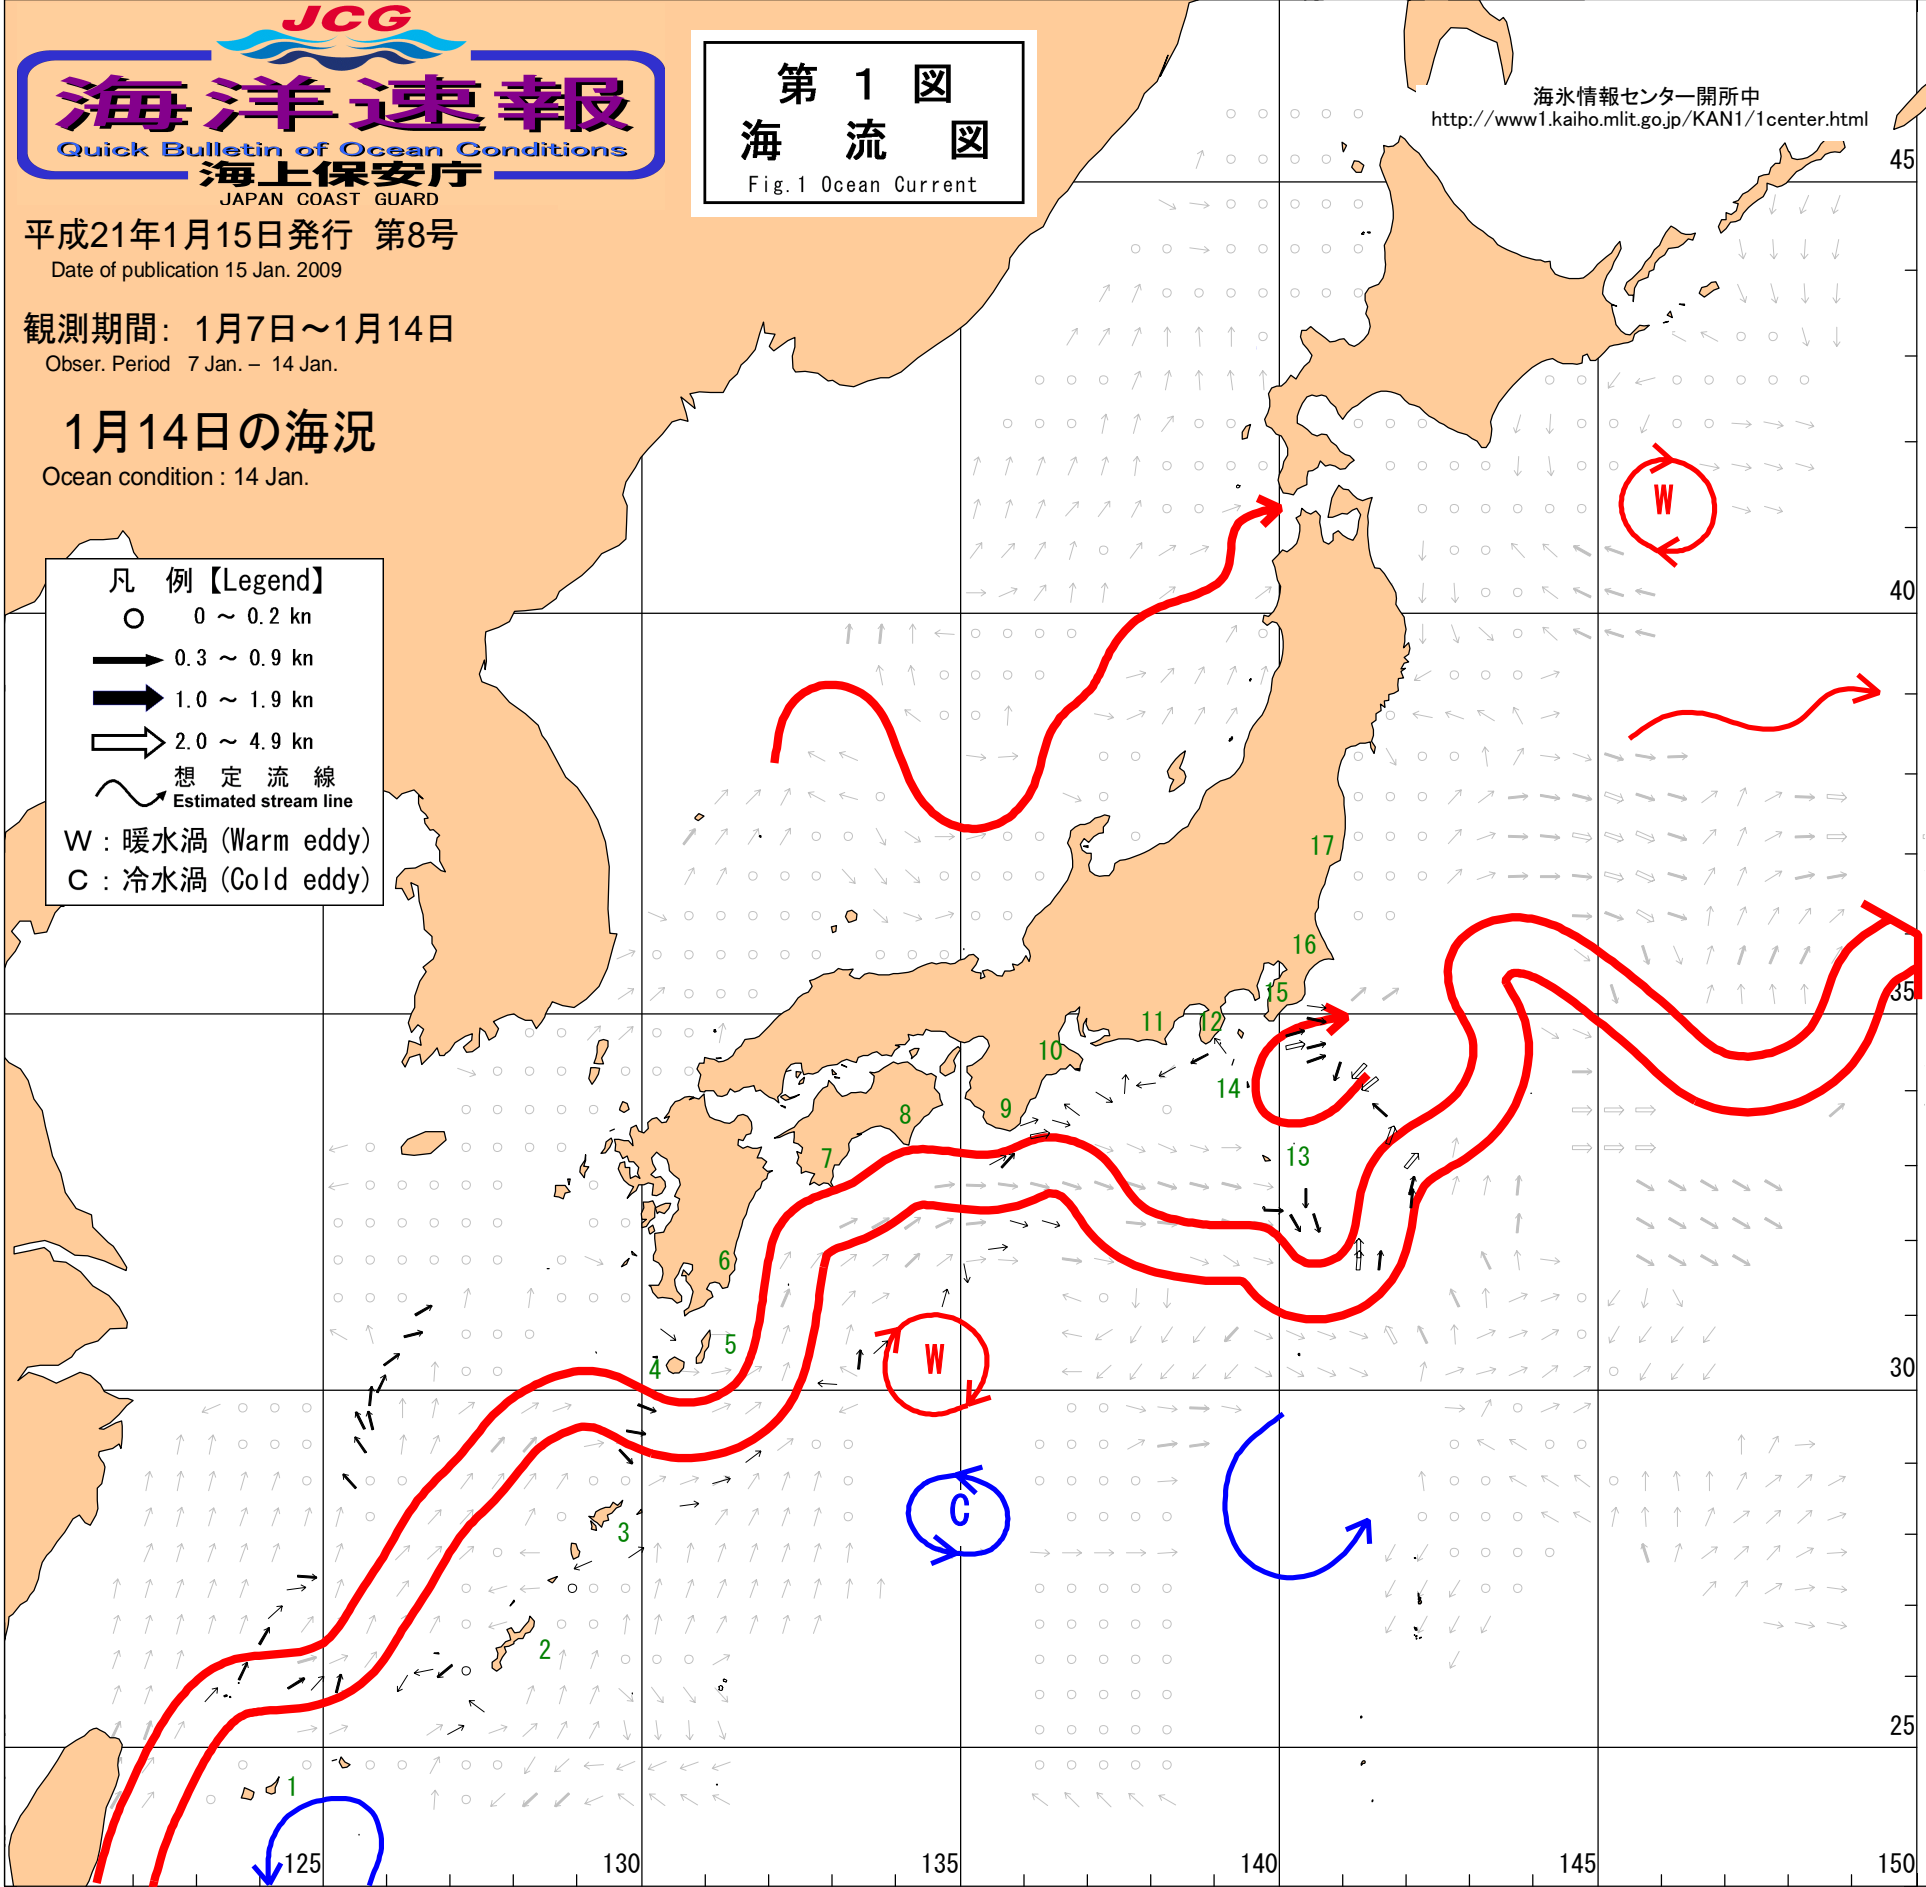 JCG
海洋速報
Quick Bulletin of Ocean Conditions
海上保安庁
JAPAN COAST GUARD
平成21年1月15日発行 第8号
Date of publication 15 Jan. 2009
観測期間: 1月7日～1月14日
Obser. Period 7 Jan. – 14 Jan.
1月14日の海況
Ocean condition : 14 Jan.
第 1 図
海 流 図
Fig.1 Ocean Current
海氷情報センター開所中
http://www1.kaiho.mlit.go.jp/KAN1/1center.html
凡 例【Legend】
0 ～ 0.2 kn
0.3 ～ 0.9 kn
1.0 ～ 1.9 kn
2.0 ～ 4.9 kn
想 定 流 線
Estimated stream line
W : 暖水渦 (Warm eddy)
C : 冷水渦 (Cold eddy)
45
W
40
17
16
15
35
11
12
10
14
9
8
13
7
6
5
W
4
30
C
3
2
25
1
125
130
135
140
145
150